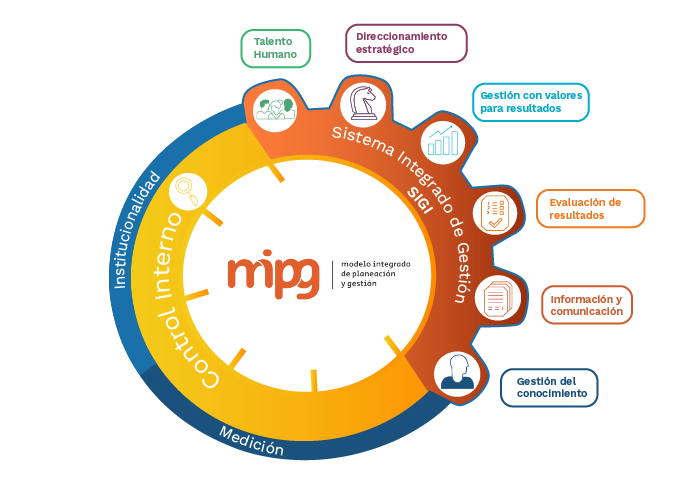 Talento
Humano
Direccionamiento
estratégico
Gestión con valores
para resultados
Evaluación de
resultados
Información y
comunicación
Gestión del
conocimiento
Sistema Integrado de Gestión
SIGI
Institucionalidad
Control Interno
Medición
mipg
modelo integrado
de planeación
y gestión